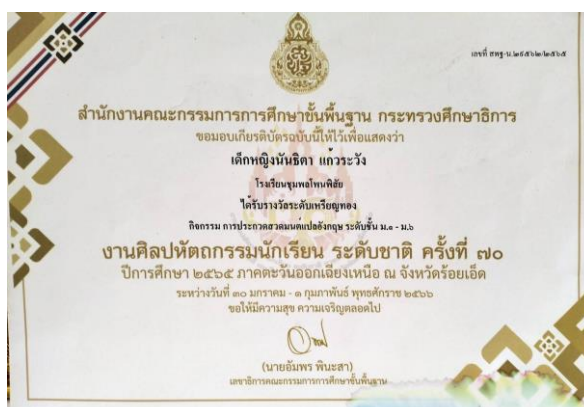 เลขที่ สพฐ-บ.๒๙๕๖๒/๒๕๖๕
สำนักงานคณะกรรมการการศึกษาขั้นพื้นฐาน กระทรวงศึกษาธิการ
ขอมอบเกียรติบัตรฉบับนี้ให้ไว้เพื่อแสดงว่า
เด็กหญิงนันธิดา แก้วระวัง
โรงเรียนชุมพลโพนพิสัย
ได้รับรางวัลระดับเหรียญทอง
กิจกรรม การประกวดสวดมนต์แปลอังกฤษ ระดับชั้น ม.๑ - ม.๖
งานศิลปหัตถกรรมนักเรียน ระดับชาติ ครั้งที่ ๗๐
ปีการศึกษา ๒๕๖๕ ภาคตะวันออกเฉียงเหนือ ณ จังหวัดร้อยเอ็ด
ระหว่างวันที่ ๓๐ มกราคม - ๑ กุมภาพันธ์ พุทธศักราช ๒๕๖๖
ขอให้มีความสุข ความเจริญตลอดไป
(นายอัมพร พินะสา)
เลขาธิการคณะกรรมการการศึกษาขั้นพื้นฐาน